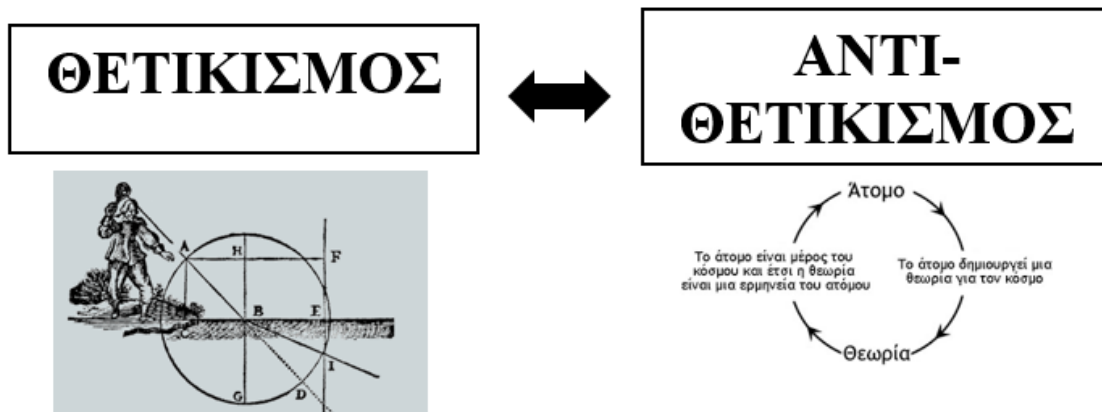 ΘΕΤΙΚΙΣΜΟΣ
ΑΝΤΙ-
ΘΕΤΙΚΙΣΜΟΣ
A
H
F
B
E
I
G
D
Άτομο
Το άτομο είναι μέρος του
κόσμου και έτσι η θεωρία
είναι μια ερμηνεία του ατόμου
Το άτομο δημιουργεί μια
θεωρία για τον κόσμο
Θεωρία